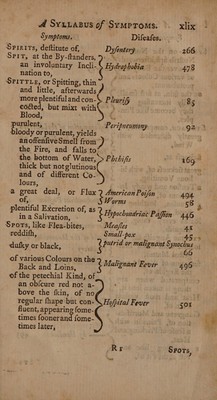 A SYLLABUS of SYMPTOMS. xlix
Symptoms. Diseases.
SPIRITS, destitute of, Dysentery 266
SPIT, at the By-standers,
an involuntary Incli-
nation to, Hydrophobia 478
SPITTLE, or Spitting, thin
and little, afterwards
more plentiful and con-
cocted, but mixt with
Blood, Pleurisy 85
purulent, Peripneumony 92
bloody or purulent, yields
an offensive Smell from
the Fire, and falls to
the bottom of Water,
thick but not glutinous
and of different Co-
lours, Phthisis 169
a great deal, or Flux
of, American Poison 494
Worms 58
plentiful Excretion of, as
in a Salivation, Hypochondriac Passion 446
SPOTS, like Flea-bites,
reddish, Measles 41
Small-pox 45
dusky or black, putrid or malignant Synochus
66
of various Colours on the
Back and Loins, Malignant Fever 496
of the petechial Kind, of
an obscure red not a-
bove the skin, of no
regular shape but con-
fluent, appearing some-
times sooner and some-
times later, Hospital Fever 501
R r SPOTS,